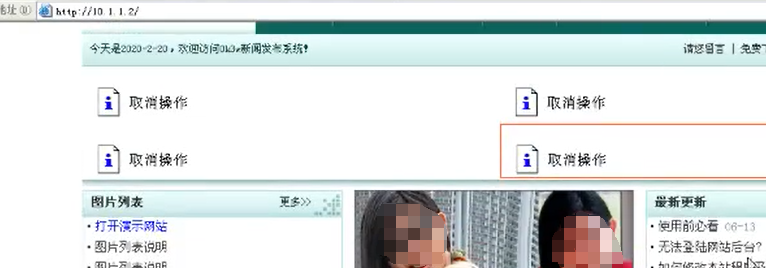 地址(D) http://10.1.1.2/
今天是2020-2-20，欢迎访问Ok3w新闻发布系统！ 请您留言 | 免费
取消操作 取消操作
取消操作 取消操作
图片列表 更多>> 最新更新
·打开演示网站 ·使用前必看 06-13
·图片列表说明 ·无法登陆网站后台?
·图片列表说明 ·如何修改本站程